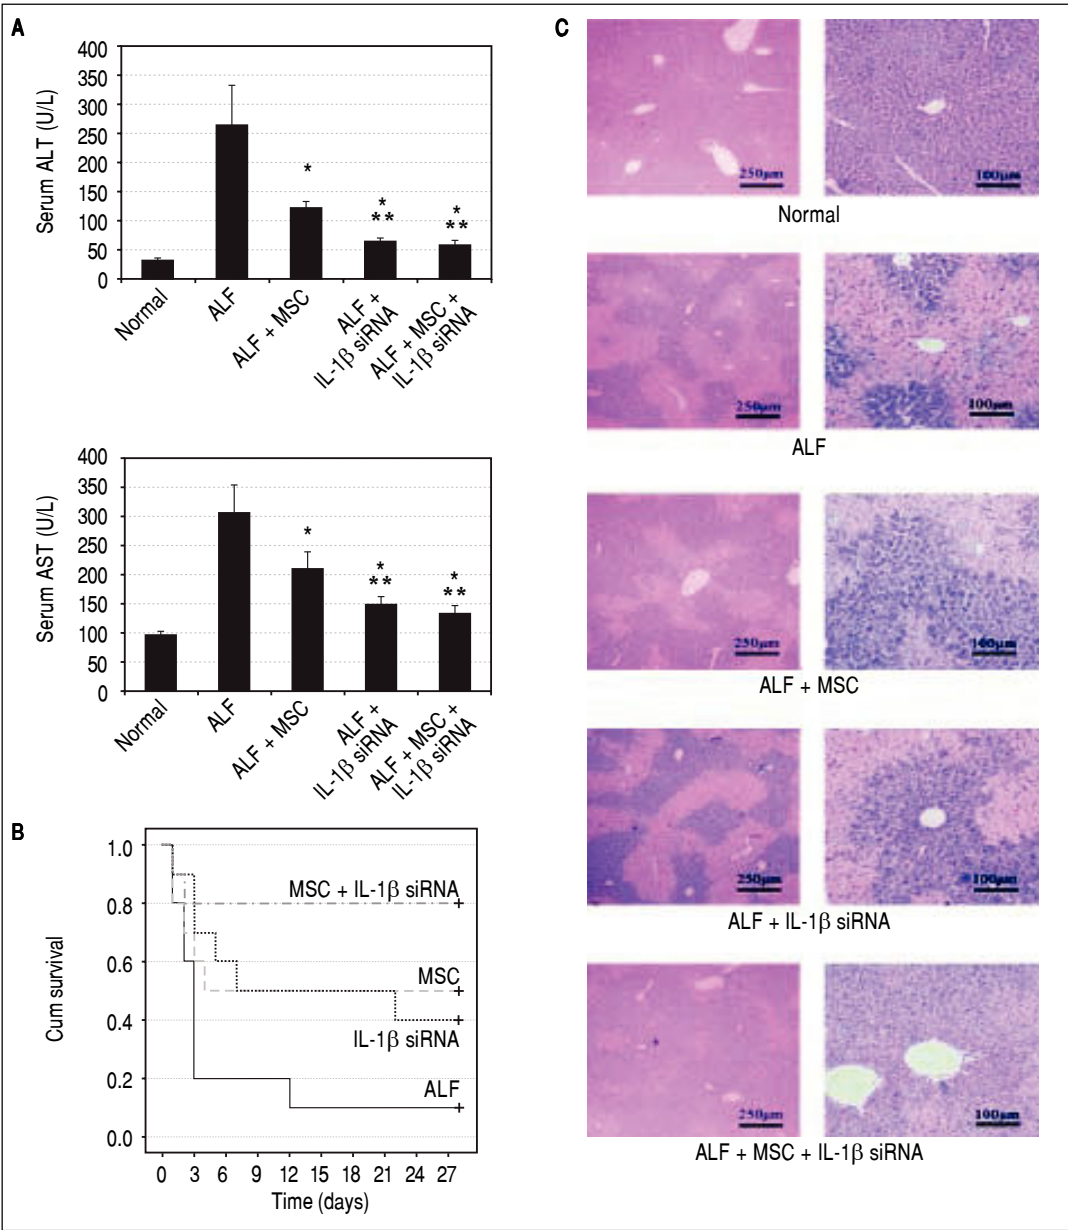 A
400
350
300
250
200
150
100
50
0
Serum ALT (U/L)
*
*
**
*
**
Normal
ALF
ALF + MSC
ALF +
IL-1β siRNA
ALF + MSC +
IL-1β siRNA
400
350
300
250
200
150
100
50
0
Serum AST (U/L)
*
*
**
*
**
Normal
ALF
ALF + MSC
ALF +
IL-1β siRNA
ALF + MSC +
IL-1β siRNA
B
1.0
0.8
0.6
0.4
0.2
0.0
Cum survival
MSC + IL-1β siRNA
MSC
IL-1β siRNA
ALF
0 3 6 9 12 15 18 21 24 27
Time (days)
C
250µm
100µm
Normal
250µm
100µm
ALF
250µm
100µm
ALF + MSC
250µm
100µm
ALF + IL-1β siRNA
250µm
100µm
ALF + MSC + IL-1β siRNA